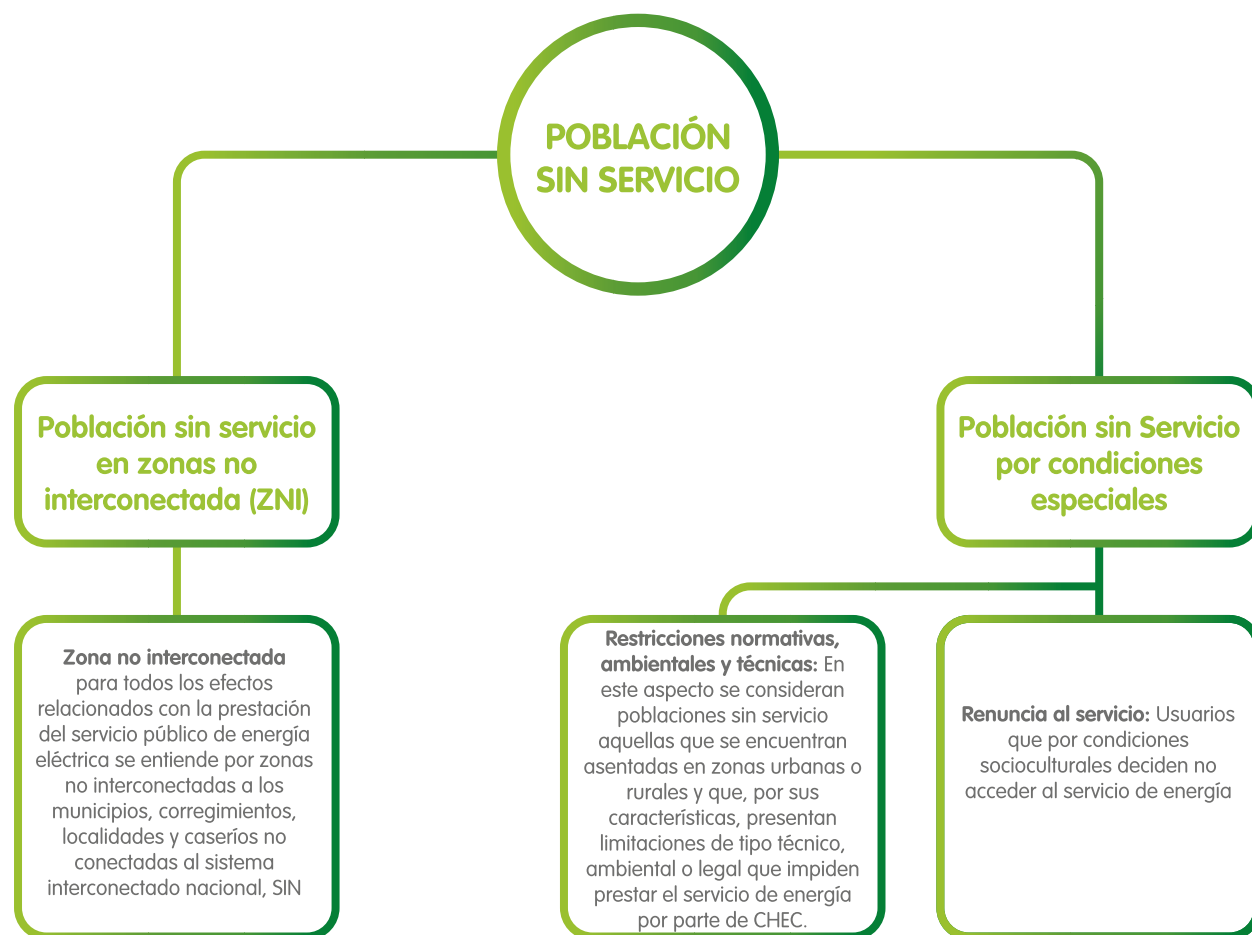 POBLACIÓN
SIN SERVICIO
Población sin servicio
en zonas no
interconectada (ZNI)
Población sin Servicio
por condiciones
especiales
Zona no interconectada
para todos los efectos
relacionados con la prestación
del servicio público de energía
eléctrica se entiende por zonas
no interconectadas a los
municipios, corregimientos,
localidades y caseríos no
conectadas al sistema
interconectado nacional, SIN
Restricciones normativas,
ambientales y técnicas: En
este aspecto se consideran
poblaciones sin servicio
aquellas que se encuentran
asentadas en zonas urbanas o
rurales y que, por sus
características, presentan
limitaciones de tipo técnico,
ambiental o legal que impiden
prestar el servicio de energía
por parte de CHEC.
Renuncia al servicio: Usuarios
que por condiciones
socioculturales deciden no
acceder al servicio de energía